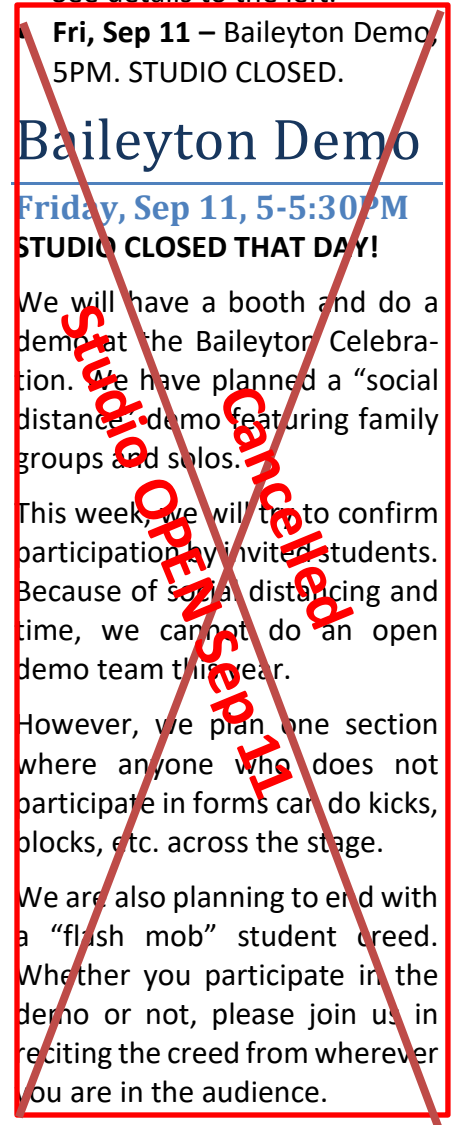 see details to the left.
▪ Fri, Sep 11 – Baileyton Demo,
5PM. STUDIO CLOSED.
Baileyton Demo
Friday, Sep 11, 5-5:30PM
STUDIO CLOSED THAT DAY!
We will have a booth and do a
demo at the Baileyton Celebra-
tion. We have planned a “social
distance” demo featuring family
groups and solos.
This week, we will try to confirm
participation by invited students.
Because of social distancing and
time, we cannot do an open
demo team this year.
However, we plan one section
where anyone who does not
participate in forms can do kicks,
blocks, etc. across the stage.
We are also planning to end with
a “flash mob” student creed.
Whether you participate in the
demo or not, please join us in
reciting the creed from wherever
you are in the audience.
Cancelled
Studio OPEN Sep 11